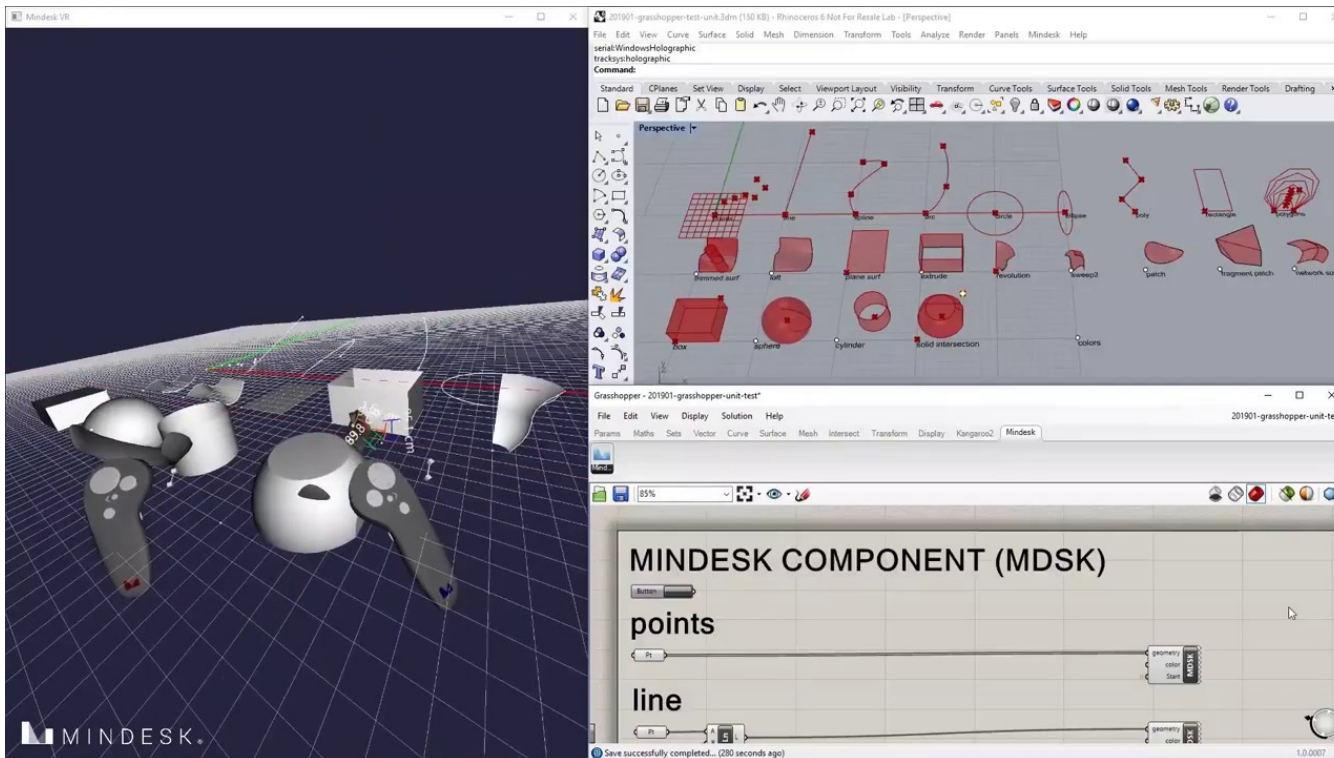 Mindesk VR
MINDESK
201901-grasshopper-test-unit.3dm (150 KB) - Rhinoceros 6 Not For Resale Lab - [Perspective]
File Edit View Curve Surface Solid Mesh Dimension Transform Tools Analyze Render Panels Mindesk Help
serial:WindowsHolographic
tracksys:holographic
Command:
Standard CPlanes Set View Display Select Viewport Layout Visibility Transform Curve Tools Surface Tools Solid Tools Mesh Tools Render Tools Drafting
Perspective
line spline arc circle ellipse poly rectangle polygons
trimmed surf loft plane surf extrude revolution sweep2 patch fragment patch network su
box sphere cylinder solid intersection colors
Grasshopper - 201901-grasshopper-unit-test*
File Edit View Display Solution Help 201901-grasshopper-unit-te
Params Maths Sets Vector Curve Surface Mesh Intersect Transform Display Kangaroo2 Mindesk
Mind...
85%
MINDESK COMPONENT (MDSK)
Button
points
Pt
geometry
color
Start
MDSK
line
Pt
A
L
geometry
color
Save successfully completed... (280 seconds ago)
1.0.0007